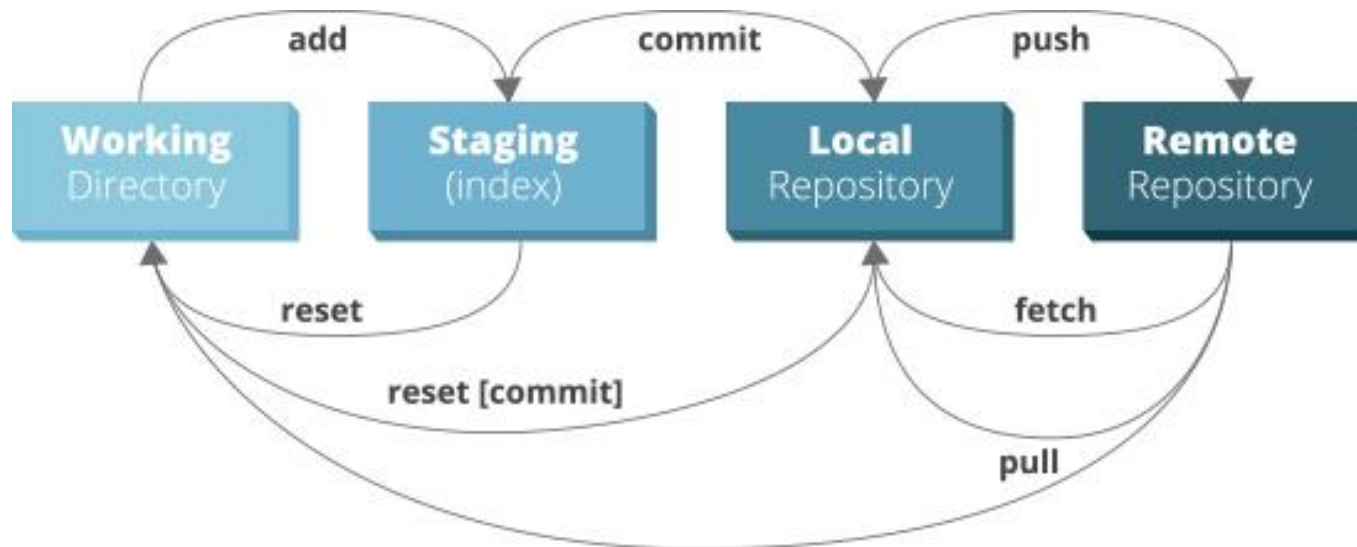 add
commit
push
Working
Directory
Staging
(index)
Local
Repository
Remote
Repository
reset
fetch
reset [commit]
pull